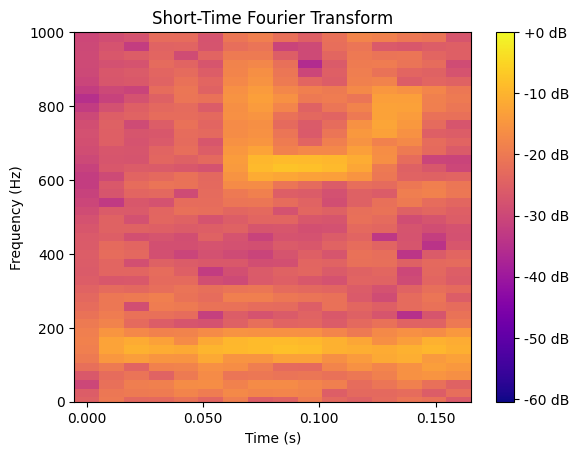 Short-Time Fourier Transform
1000
800
600
400
200
0
Frequency (Hz)
0.000
0.050
0.100
0.150
Time (s)
+0 dB
-10 dB
-20 dB
-30 dB
-40 dB
-50 dB
-60 dB